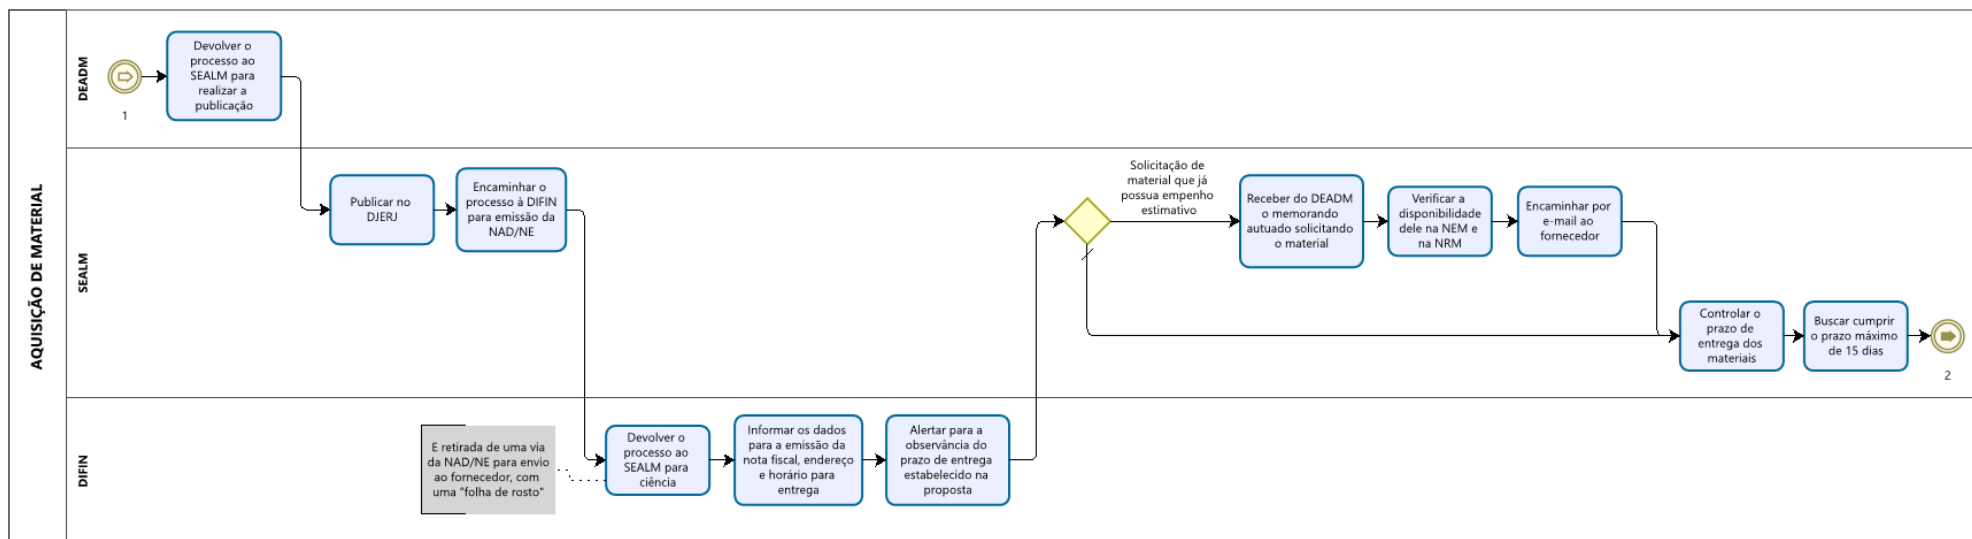 AQUISIÇÃO DE MATERIAL
DEADM
1
Devolver o
processo ao
SEALM para
realizar a
publicação
SEALM
Publicar no
DJERJ
Encaminhar o
processo à DIFIN
para emissão da
NAD/NE
Solicitação de
material que já
possua empenho
estimativo
Receber do DEADM
o memorando
autuado solicitando
o material
Verificar a
disponibilidade
dele na NEM e
na NRM
Encaminhar por
e-mail ao
fornecedor
Controlar o
prazo de
entrega dos
materiais
Buscar cumprir
o prazo máximo
de 15 dias
2
DIFIN
E retirada de uma via
da NAD/NE para envio
ao fornecedor, com
uma "folha de rosto"
Devolver o
processo ao
SEALM para
ciência
Informar os dados
para a emissão da
nota fiscal, endereço
e horário para
entrega
Alertar para a
observância do
prazo de entrega
estabelecido na
proposta